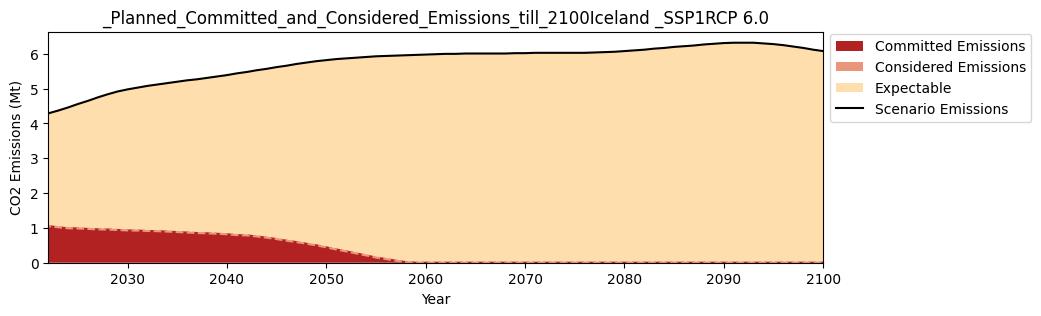 _Planned_Committed_and_Considered_Emissions_till_2100Iceland _SSP1RCP 6.0
Committed Emissions
Considered Emissions
Expectable
Scenario Emissions
CO2 Emissions (Mt)
6
5
4
3
2
1
0
2030 2040 2050 2060 2070 2080 2090 2100
Year